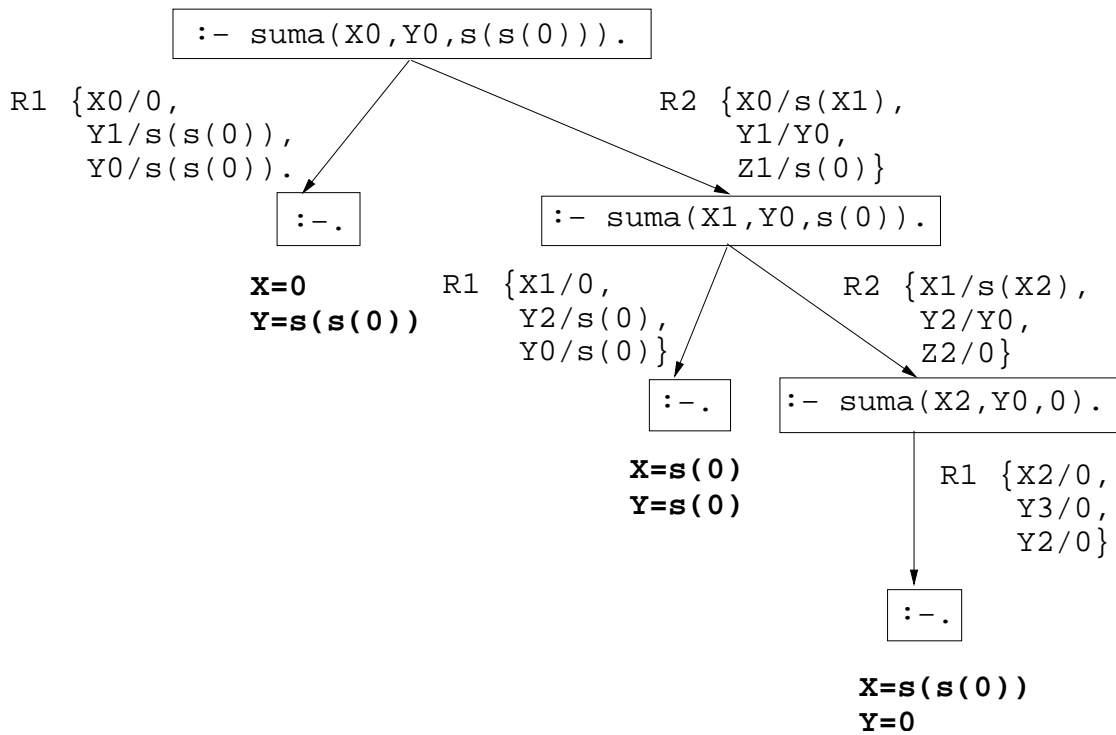 :- suma(X0,Y0,s(s(0))).
R1 {X0/0,
Y1/s(s(0)),
Y0/s(s(0)).
R2 {X0/s(X1),
Y1/Y0,
Z1/s(0)}
:-.
:- suma(X1,Y0,s(0)).
X=0
Y=s(s(0))
R1 {X1/0,
Y2/s(0),
Y0/s(0)}
R2 {X1/s(X2),
Y2/Y0,
Z2/0}
:-.
:- suma(X2,Y0,0).
X=s(0)
Y=s(0)
R1 {X2/0,
Y3/0,
Y2/0}
:-.
X=s(s(0))
Y=0